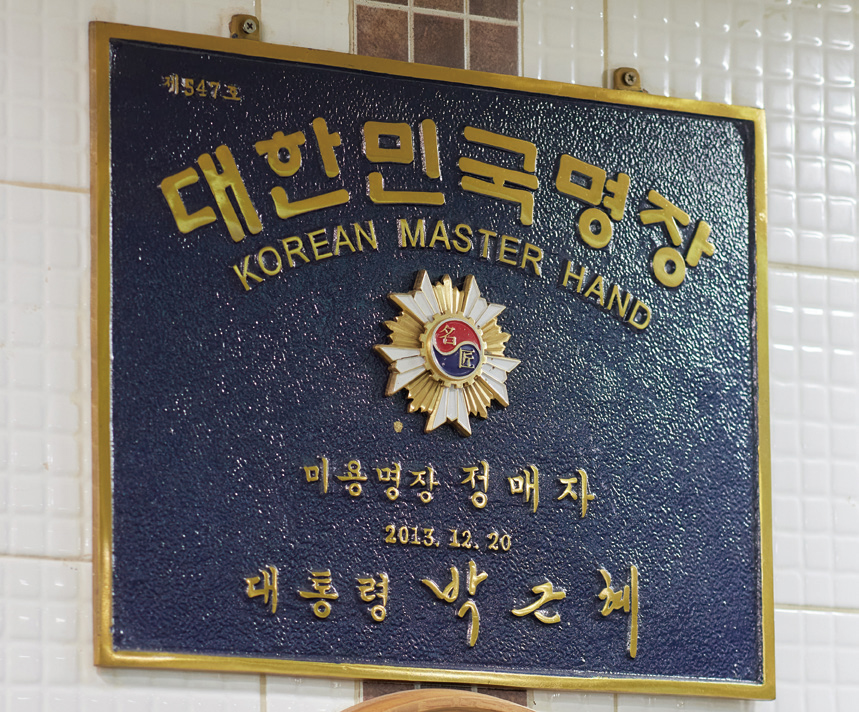 제547호
대한민국명장
KOREAN MASTER HAND
名
匠
미용명장 정매자
2013. 12. 20
대통령 박근혜